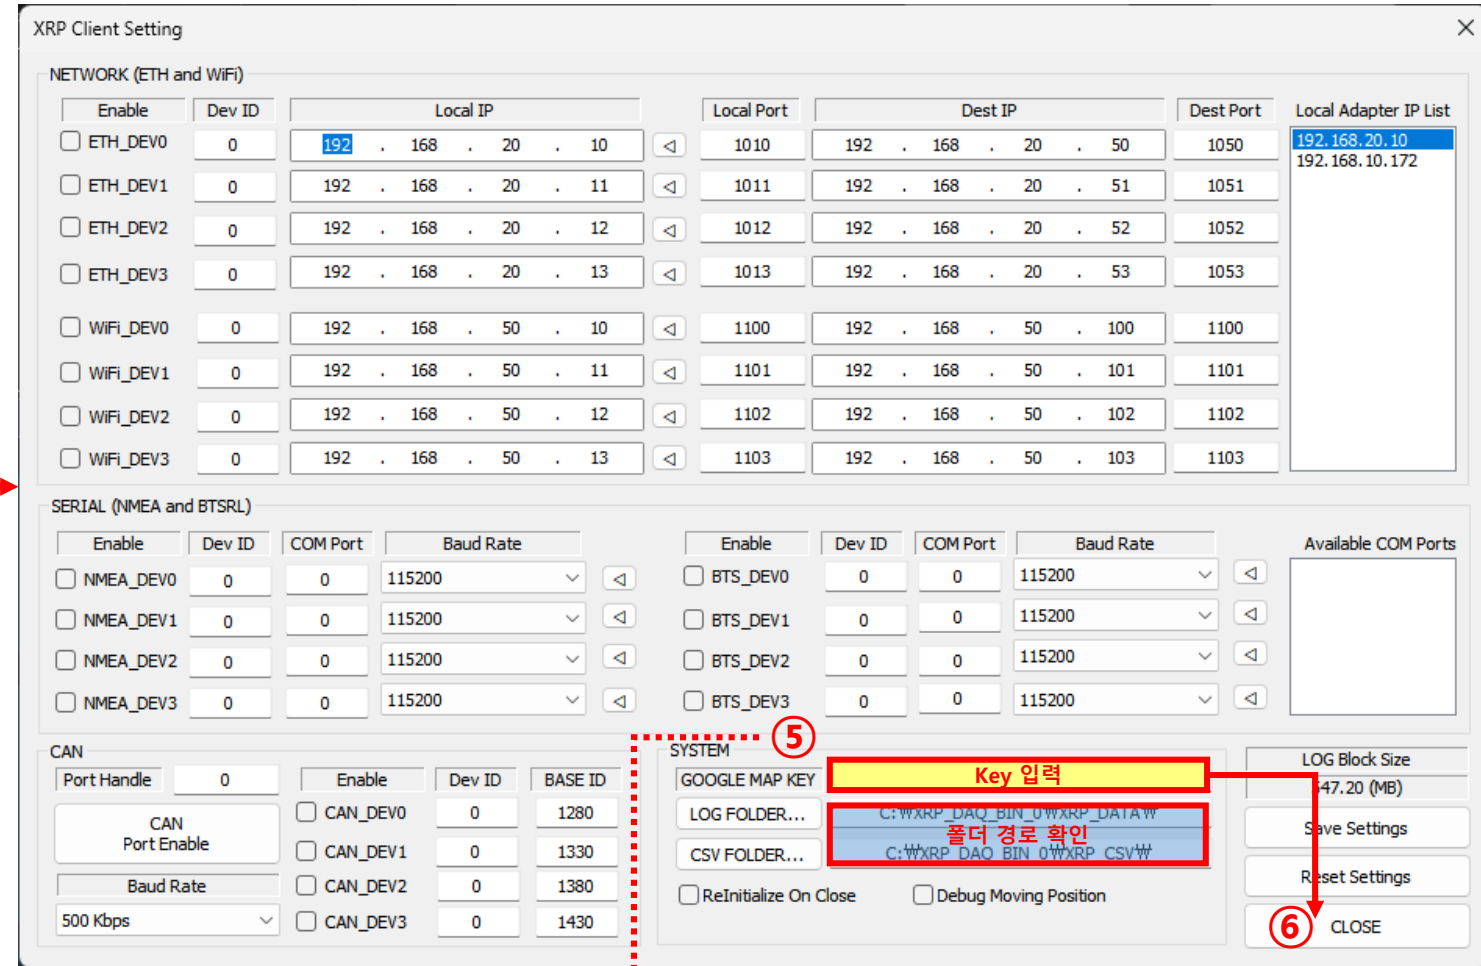 XRP Client Setting
NETWORK (ETH and WiFi)
Enable Dev ID Local IP Local Port Dest IP Dest Port Local Adapter IP List
ETH_DEV0 0 192 . 168 . 20 . 10 1010 192 . 168 . 20 . 50 1050 192.168.20.10
192.168.10.172
ETH_DEV1 0 192 . 168 . 20 . 11 1011 192 . 168 . 20 . 51 1051
ETH_DEV2 0 192 . 168 . 20 . 12 1012 192 . 168 . 20 . 52 1052
ETH_DEV3 0 192 . 168 . 20 . 13 1013 192 . 168 . 20 . 53 1053
WiFi_DEV0 0 192 . 168 . 50 . 10 1100 192 . 168 . 50 . 100 1100
WiFi_DEV1 0 192 . 168 . 50 . 11 1101 192 . 168 . 50 . 101 1101
WiFi_DEV2 0 192 . 168 . 50 . 12 1102 192 . 168 . 50 . 102 1102
WiFi_DEV3 0 192 . 168 . 50 . 13 1103 192 . 168 . 50 . 103 1103
SERIAL (NMEA and BTSRL)
Enable Dev ID COM Port Baud Rate Enable Dev ID COM Port Baud Rate Available COM Ports
NMEA_DEV0 0 0 115200 BTS_DEV0 0 0 115200
NMEA_DEV1 0 0 115200 BTS_DEV1 0 0 115200
NMEA_DEV2 0 0 115200 BTS_DEV2 0 0 115200
NMEA_DEV3 0 0 115200 BTS_DEV3 0 0 115200
CAN
Port Handle 0 Enable Dev ID BASE ID
CAN
Port Enable
CAN_DEV0 0 1280
CAN_DEV1 0 1330
Baud Rate CAN_DEV2 0 1380
500 Kbps CAN_DEV3 0 1430
⑤
SYSTEM
GOOGLE MAP KEY Key 입력
LOG FOLDER... C:₩XRP_DAQ_BIN_0₩XRP_DATA₩
폴더 경로 확인
CSV FOLDER... C:₩XRP_DAQ_BIN_0₩XRP_CSV₩
ReInitialize On Close Debug Moving Position
LOG Block Size
547.20 (MB)
Save Settings
Reset Settings
⑥ CLOSE